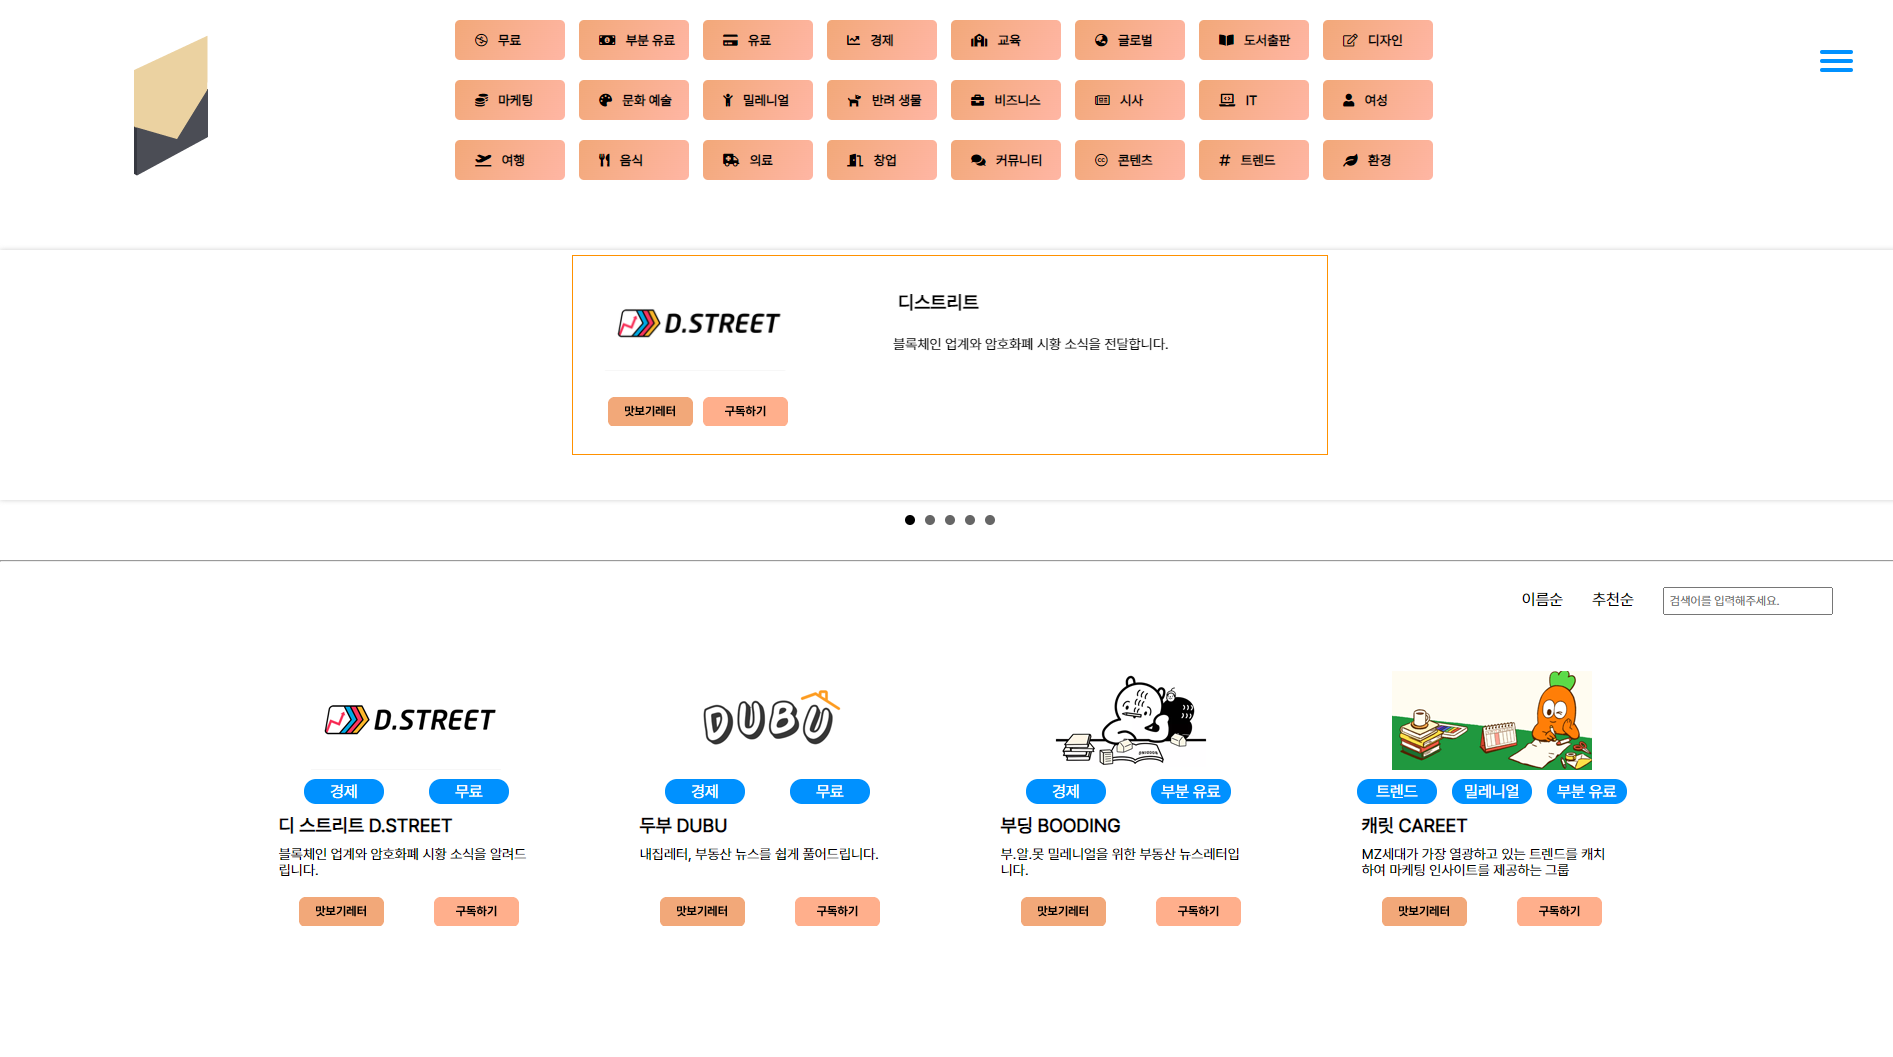 무료
부분 유료
유료
경제
교육
글로벌
도서출판
디자인
마케팅
문화 예술
밀레니얼
반려 생물
비즈니스
시사
IT
여성
여행
음식
의료
창업
커뮤니티
콘텐츠
트렌드
환경
D.STREET
디스트리트
블록체인 업계와 암호화폐 시황 소식을 전달합니다.
맛보기레터
구독하기
이름순
추천순
검색어를 입력해주세요.
D.STREET
경제
무료
디 스트리트 D.STREET
블록체인 업계와 암호화폐 시황 소식을 알려드
립니다.
맛보기레터
구독하기
DUBU
경제
무료
두부 DUBU
내집레터, 부동산 뉴스를 쉽게 풀어드립니다.
맛보기레터
구독하기
경제
부분 유료
부딩 BOODING
부.알.못 밀레니얼을 위한 부동산 뉴스레터입
니다.
맛보기레터
구독하기
트렌드
밀레니얼
부분 유료
캐릿 CAREET
MZ세대가 가장 열광하고 있는 트렌드를 캐치
하여 마케팅 인사이트를 제공하는 그룹
맛보기레터
구독하기